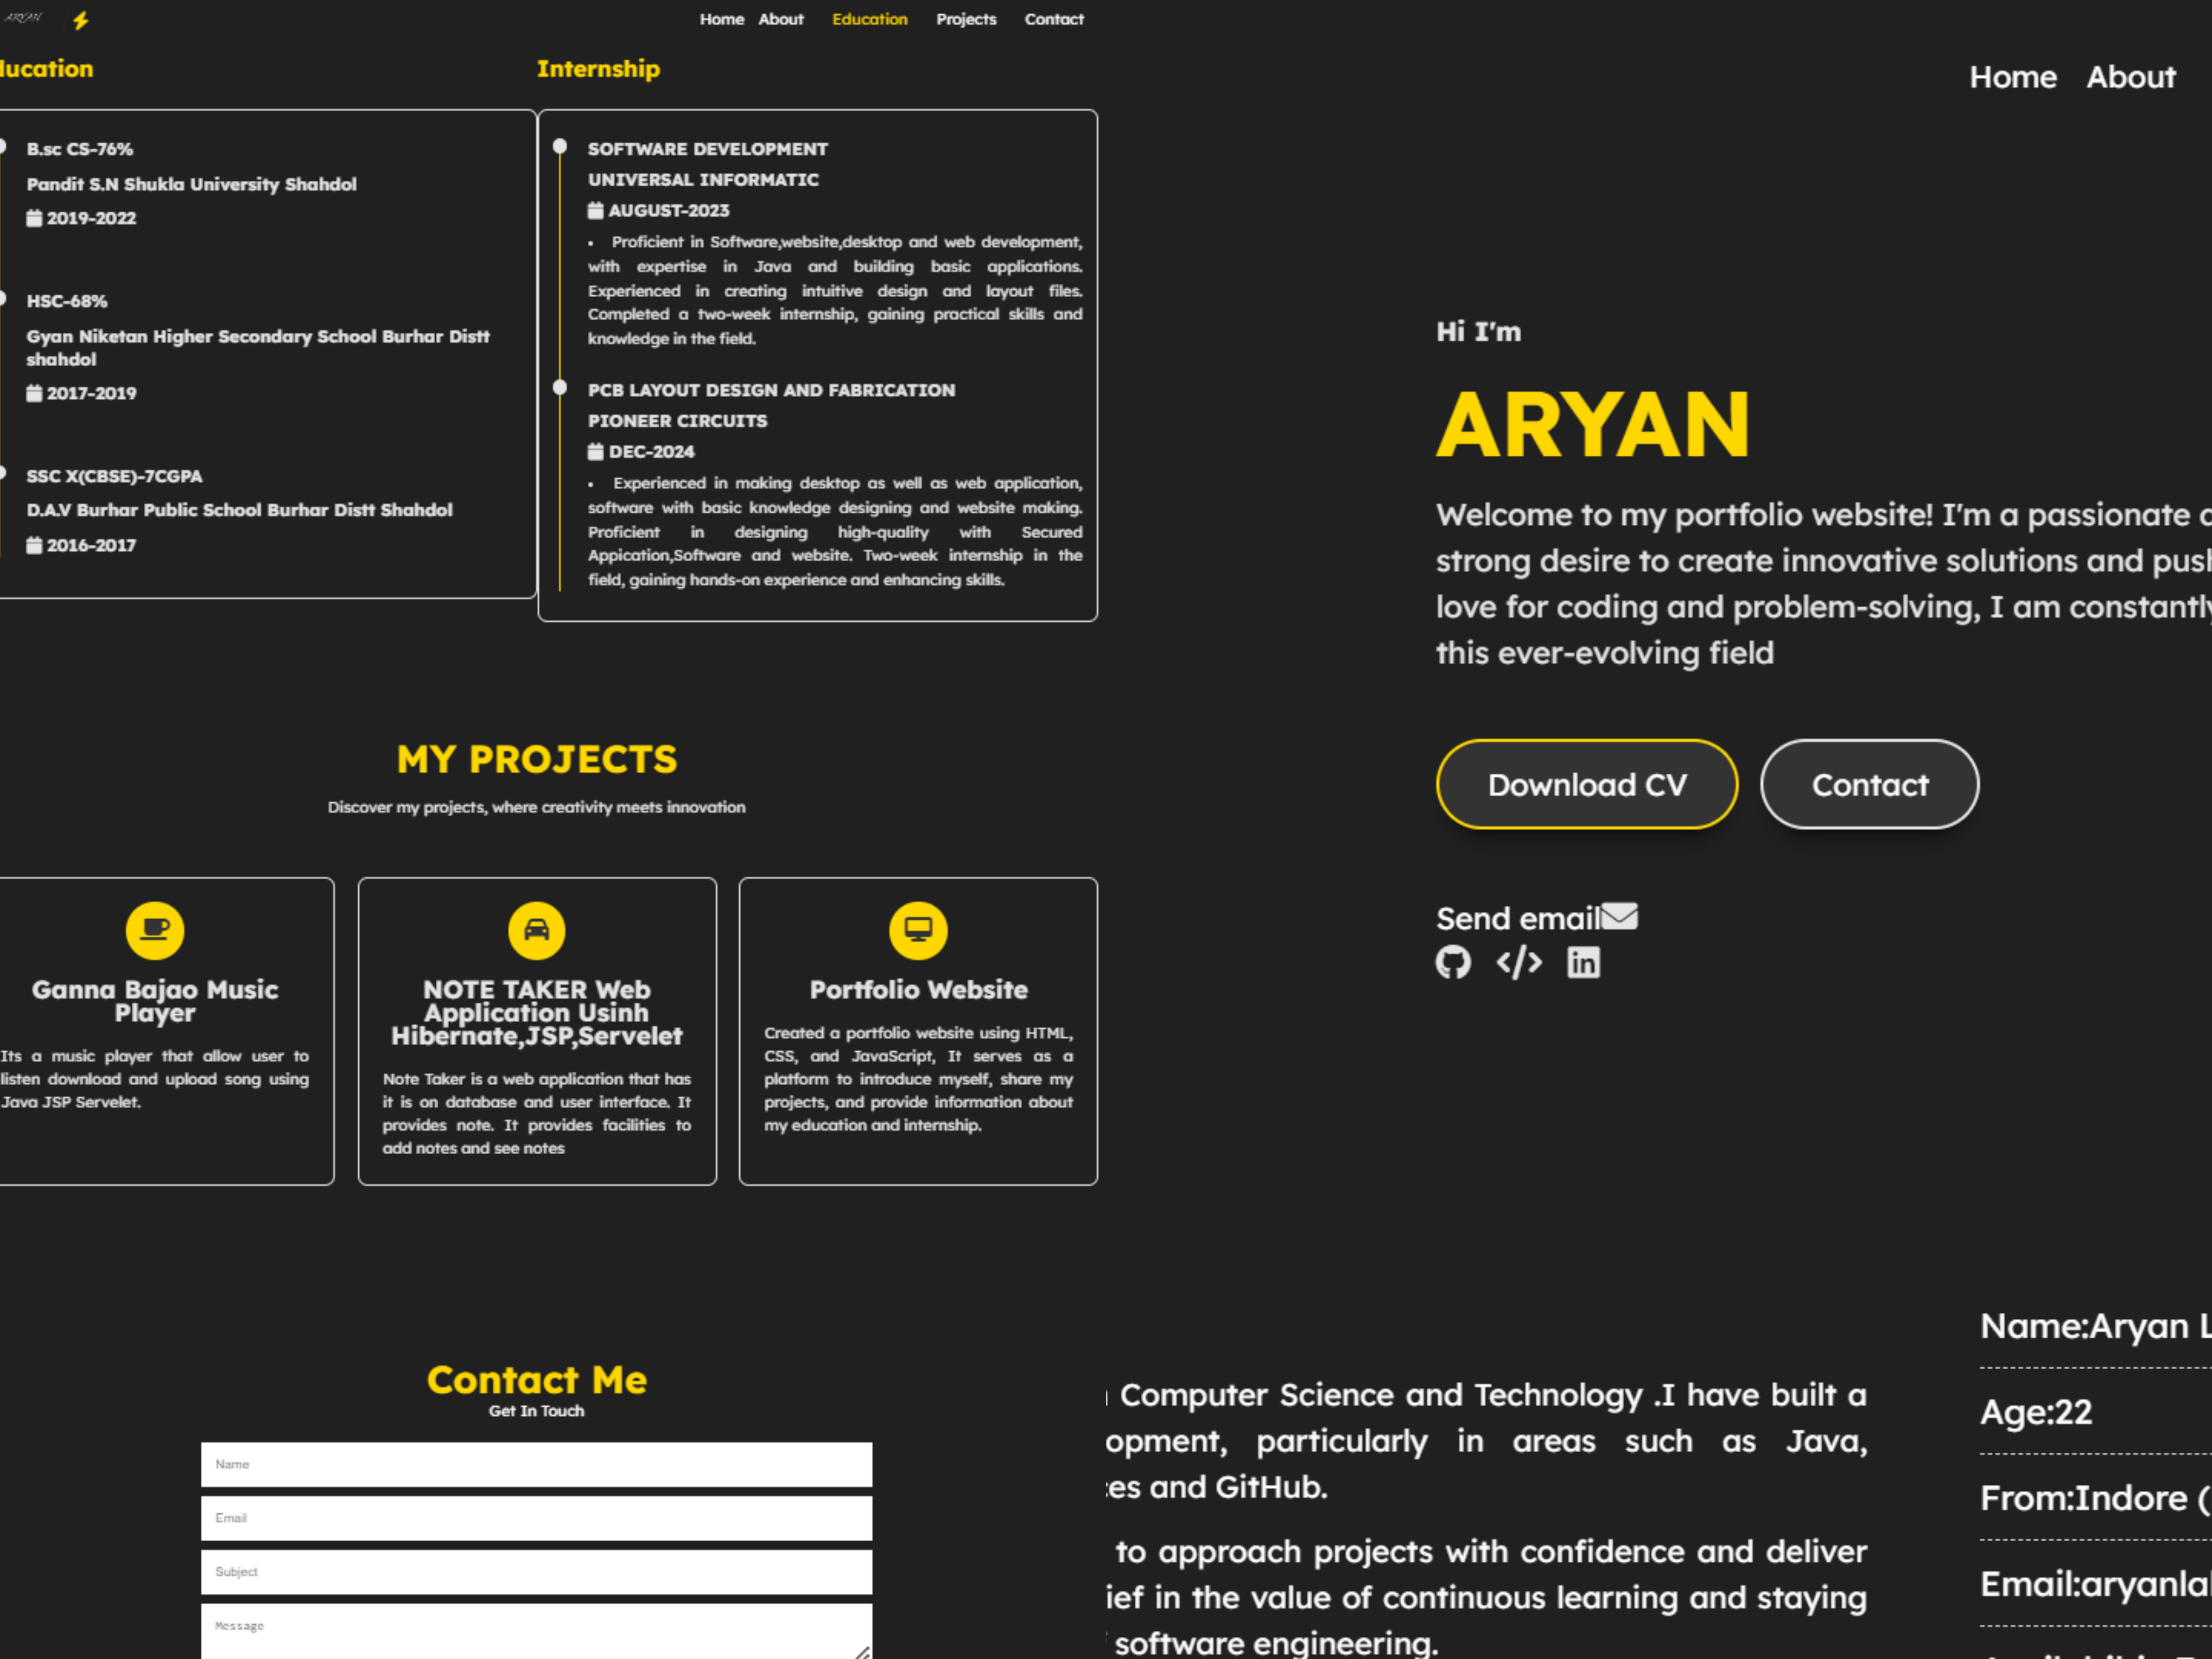 ARYAN
Home About Education Projects Contact
lucation
B.sc CS-76%
Pandit S.N Shukla University Shahdol
2019-2022
HSC-68%
Gyan Niketan Higher Secondary School Burhar Distt
shahdol
2017-2019
SSC X(CBSE)-7CGPA
D.A.V Burhar Public School Burhar Distt Shahdol
2016-2017
Internship
SOFTWARE DEVELOPMENT
UNIVERSAL INFORMATIC
AUGUST-2023
• Proficient in Software,website,desktop and web development,
with expertise in Java and building basic applications.
Experienced in creating intuitive design and layout files.
Completed a two-week internship, gaining practical skills and
knowledge in the field.
PCB LAYOUT DESIGN AND FABRICATION
PIONEER CIRCUITS
DEC-2024
• Experienced in making desktop as well as web application,
software with basic knowledge designing and website making.
Proficient in designing high-quality with Secured
Appication,Software and website. Two-week internship in the
field, gaining hands-on experience and enhancing skills.
MY PROJECTS
Discover my projects, where creativity meets innovation
Ganna Bajao Music
Player
Its a music player that allow user to
listen download and upload song using
Java JSP Servelet.
NOTE TAKER Web
Application Usinh
Hibernate,JSP,Servelet
Note Taker is a web application that has
it is on database and user interface. It
provides note. It provides facilities to
add notes and see notes
Portfolio Website
Created a portfolio website using HTML,
CSS, and JavaScript, It serves as a
platform to introduce myself, share my
projects, and provide information about
my education and internship.
Contact Me
Get In Touch
Name
Email
Subject
Message
Home About
Hi I'm
ARYAN
Welcome to my portfolio website! I'm a passionate
strong desire to create innovative solutions and push
love for coding and problem-solving, I am constantly
this ever-evolving field
Download CV Contact
Send email
Computer Science and Technology .I have built a
opment, particularly in areas such as Java,
ces and GitHub.
to approach projects with confidence and deliver
ief in the value of continuous learning and staying
software engineering.
Name:Aryan L
Age:22
From:Indore (
Email:aryanla